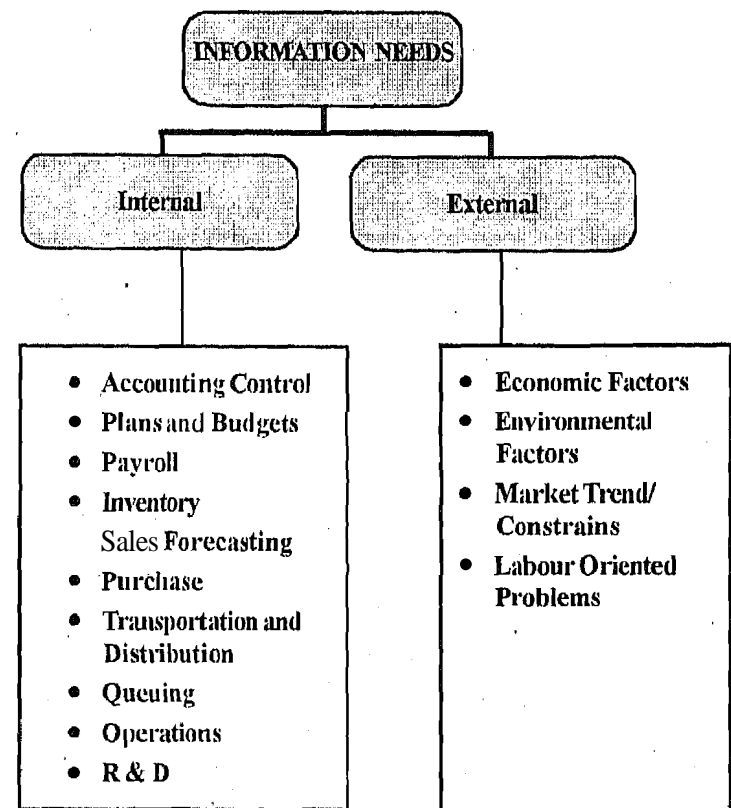 INFORMATION NEEDS
Internal
External
• Accounting Control
• Plans and Budgets
• Payroll
• Inventory
Sales Forecasting
• Purchase
• Transportation and
Distribution
• Queuing
• Operations
• R & D
• Economic Factors
• Environmental
Factors
• Market Trend/
Constrains
• Labour Oriented
Problems